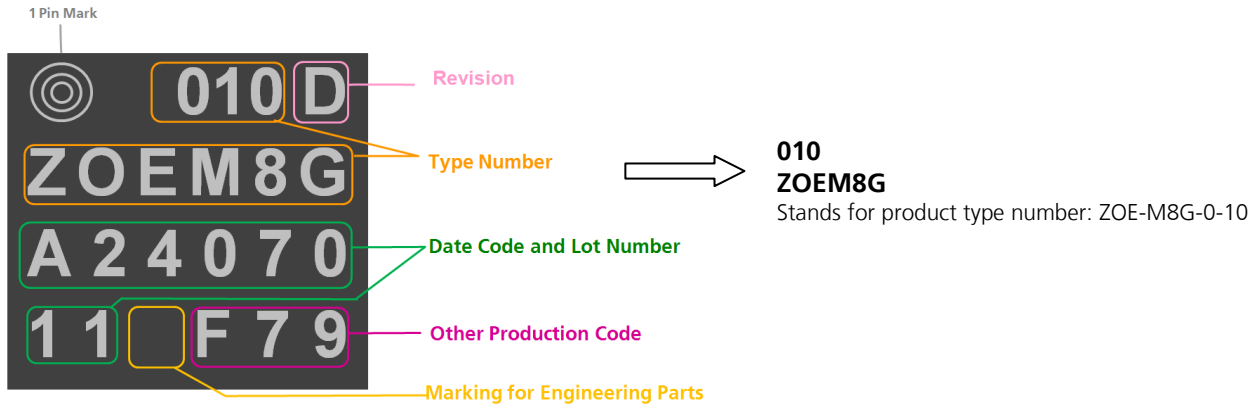 1 Pin Mark
010 D
Revision
ZOEM8G
Type Number
010
ZOEM8G
Stands for product type number: ZOE-M8G-0-10
A24070
Date Code and Lot Number
11 F79
Other Production Code
Marking for Engineering Parts